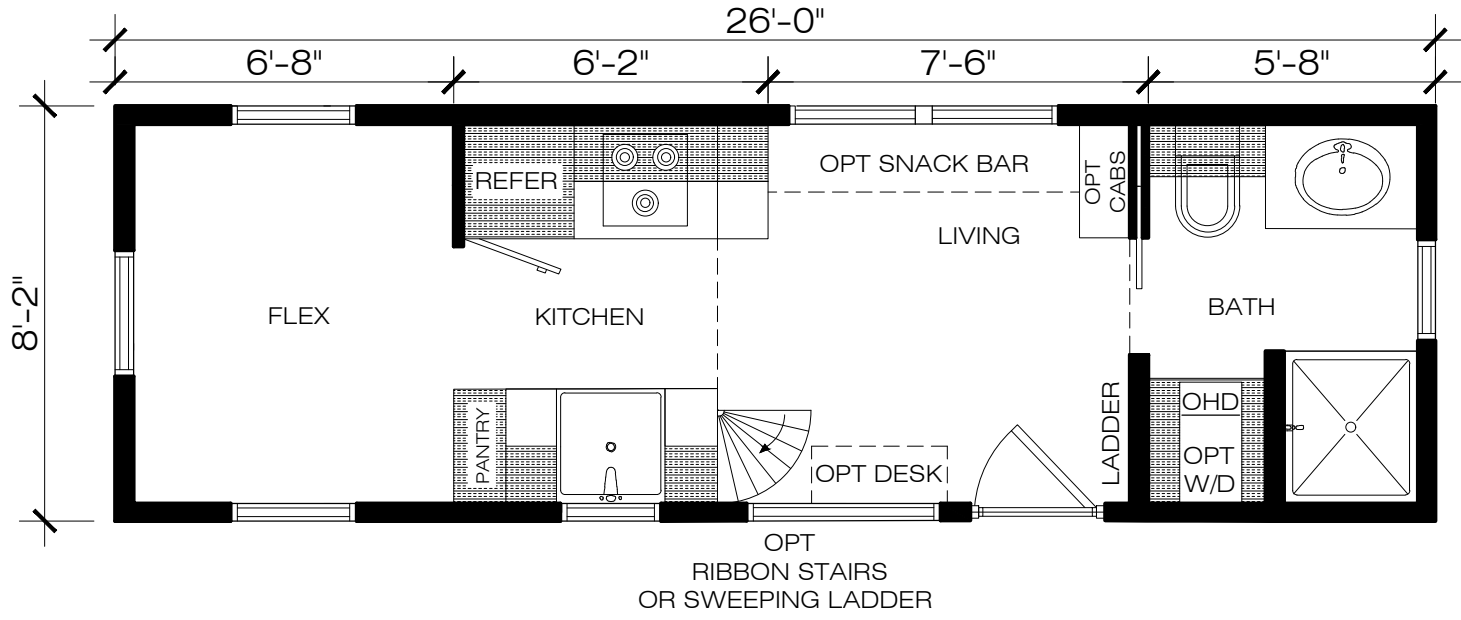 26'-0"
6'-8"
6'-2"
7'-6"
5'-8"
8'-2"
REFER
OPT SNACK BAR
OPT
CABS
LIVING
FLEX
KITCHEN
BATH
PANTRY
OPT DESK
LADDER
OHD
OPT
W/D
OPT
RIBBON STAIRS
OR SWEEPING LADDER